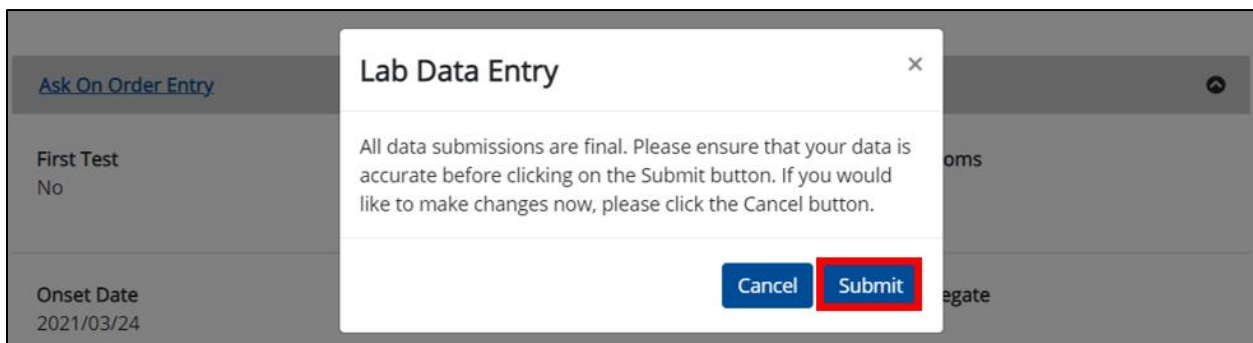 Lab Data Entry
×
All data submissions are final. Please ensure that your data is
accurate before clicking on the Submit button. If you would
like to make changes now, please click the Cancel button.
Cancel Submit
Ask On Order Entry
First Test
No
oms
Onset Date
2021/03/24
egate